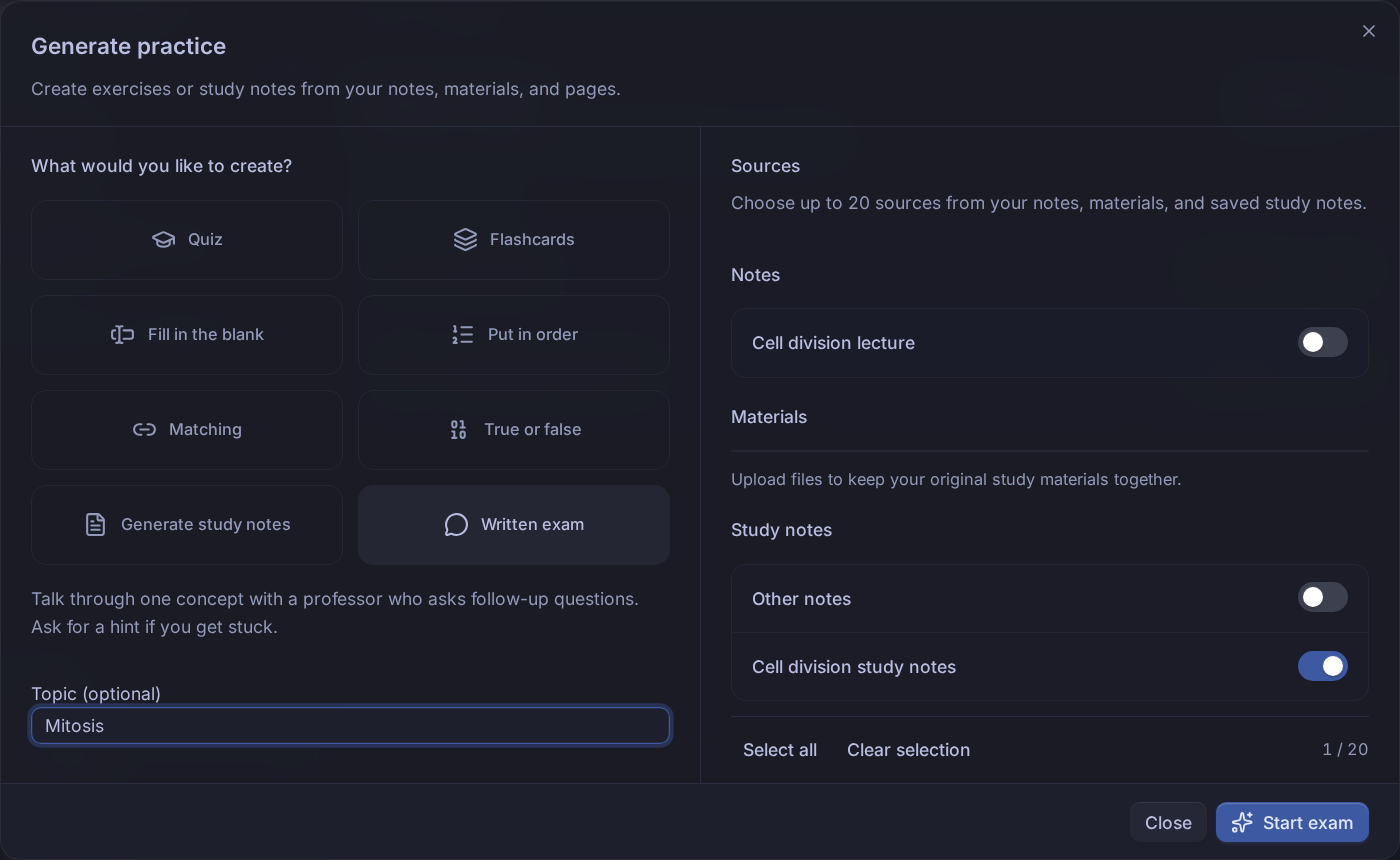 Generate practice
Create exercises or study notes from your notes, materials, and pages.
What would you like to create?
Quiz
Flashcards
Fill in the blank
Put in order
Matching
True or false
Generate study notes
Written exam
Talk through one concept with a professor who asks follow-up questions.
Ask for a hint if you get stuck.
Topic (optional)
Mitosis
Sources
Choose up to 20 sources from your notes, materials, and saved study notes.
Notes
Cell division lecture
Materials
Upload files to keep your original study materials together.
Study notes
Other notes
Cell division study notes
Select all
Clear selection
1 / 20
Close
Start exam